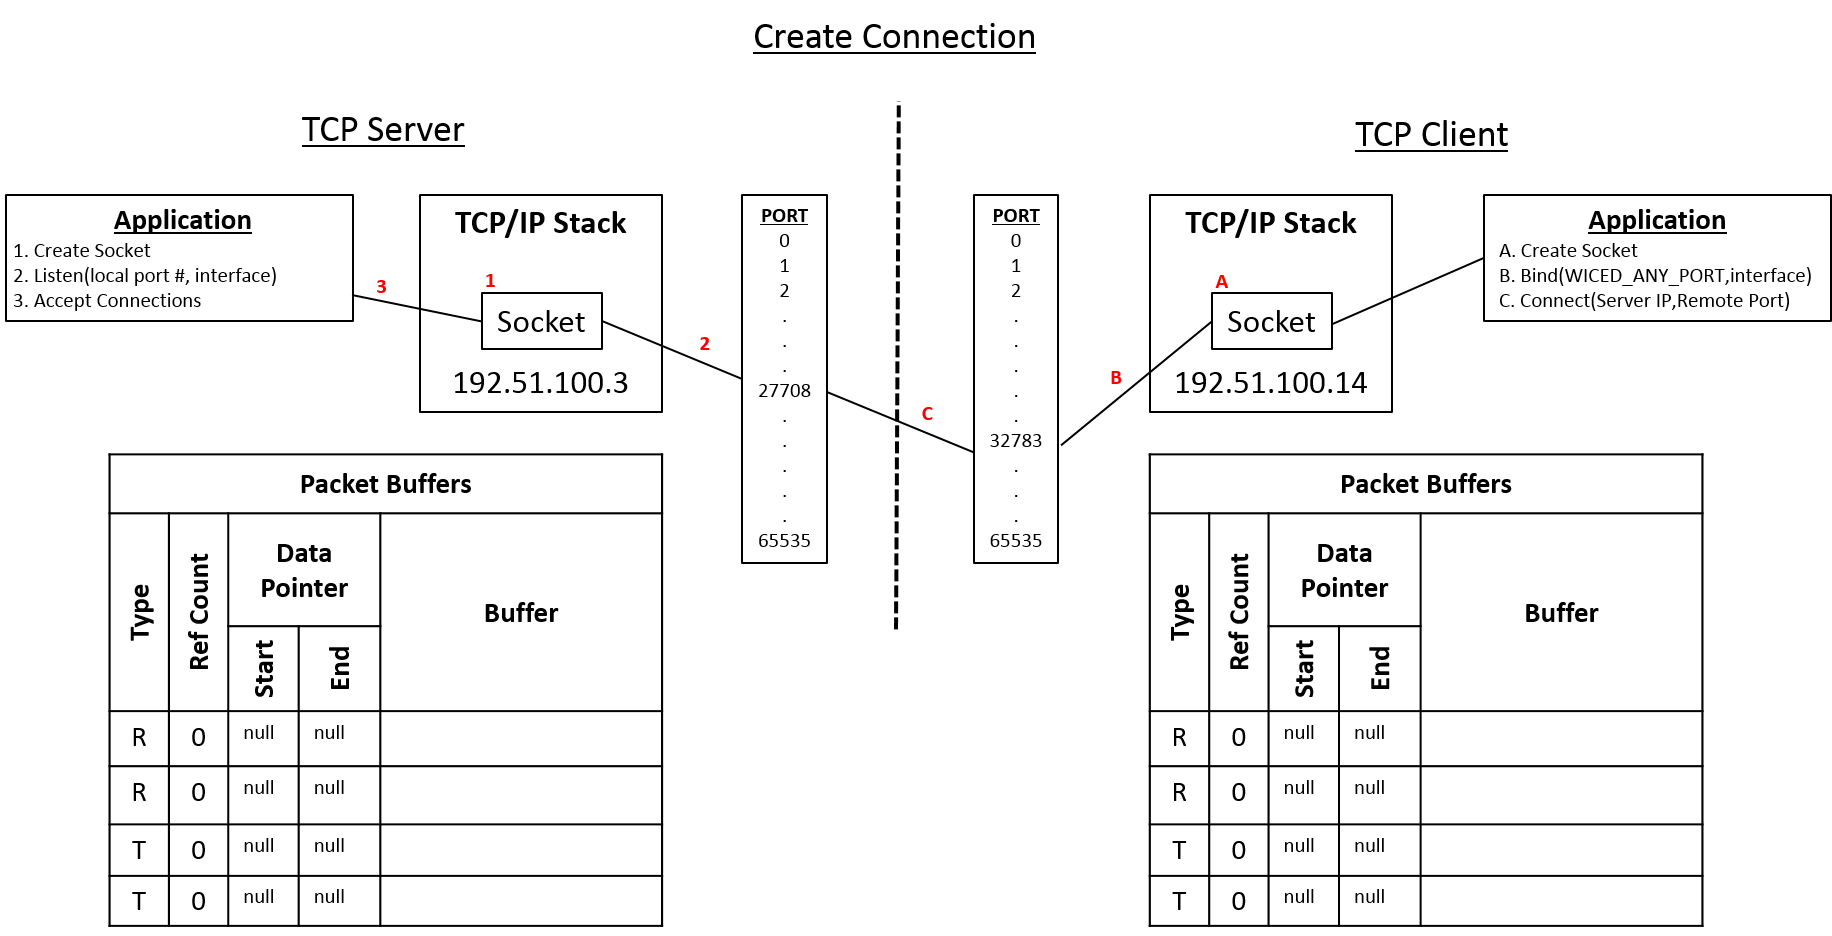 Create Connection
TCP Server
Application
1. Create Socket
2. Listen(local port #, interface)
3. Accept Connections
3
TCP/IP Stack
1
Socket
192.51.100.3
2
PORT
0
1
2
.
.
.
27708
.
.
.
.
.
65535
C
TCP Client
PORT
0
1
2
.
.
.
.
.
32783
.
.
.
65535
B
TCP/IP Stack
A
Socket
192.51.100.14
Application
A. Create Socket
B. Bind(WICED_ANY_PORT,interface)
C. Connect(Server IP,Remote Port)
Packet Buffers
Type
Ref Count
Data
Pointer
Start
End
Buffer
R 0 null null
R 0 null null
T 0 null null
T 0 null null
Packet Buffers
Type
Ref Count
Data
Pointer
Start
End
Buffer
R 0 null null
R 0 null null
T 0 null null
T 0 null null